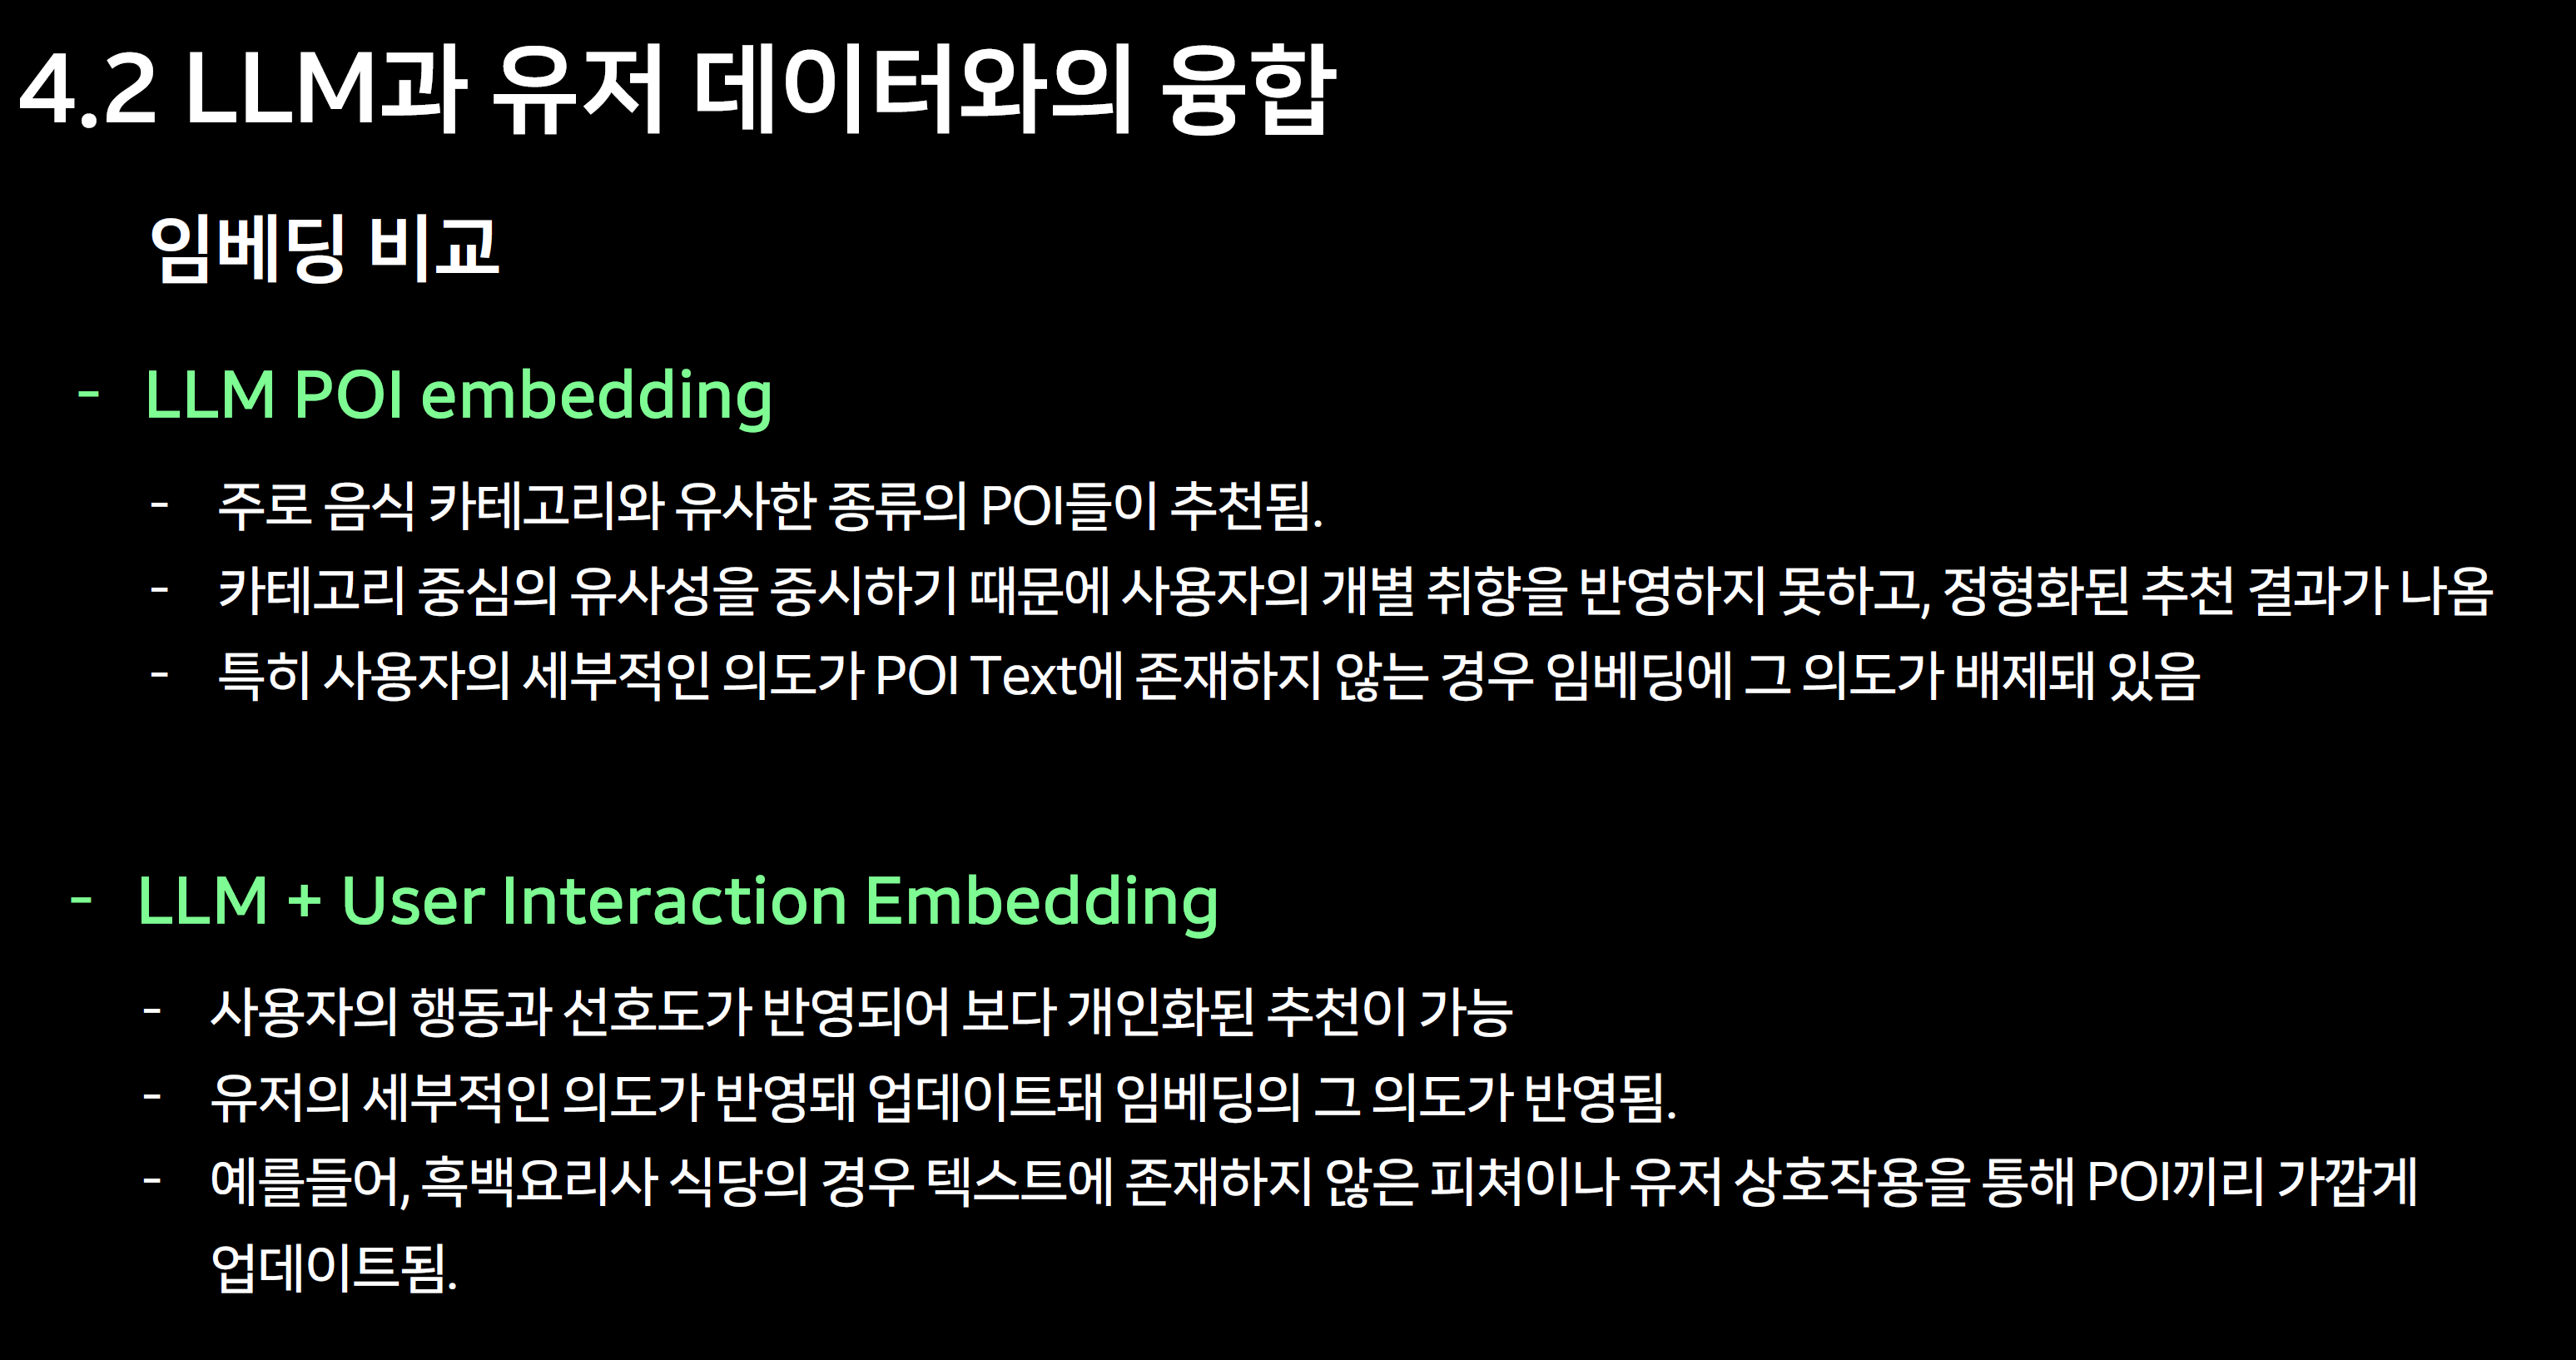 4.2 LLM과 유저 데이터와의 융합
임베딩 비교
- LLM POI embedding
- 주로 음식 카테고리와 유사한 종류의 POI들이 추천됨.
- 카테고리 중심의 유사성을 중시하기 때문에 사용자의 개별 취향을 반영하지 못하고, 정형화된 추천 결과가 나옴
- 특히 사용자의 세부적인 의도가 POI Text에 존재하지 않는 경우 임베딩에 그 의도가 배제돼 있음
- LLM + User Interaction Embedding
- 사용자의 행동과 선호도가 반영되어 보다 개인화된 추천이 가능
- 유저의 세부적인 의도가 반영돼 업데이트돼 임베딩의 그 의도가 반영됨.
- 예를들어, 흑백요리사 식당의 경우 텍스트에 존재하지 않은 피쳐이나 유저 상호작용을 통해 POI끼리 가깝게
업데이트됨.